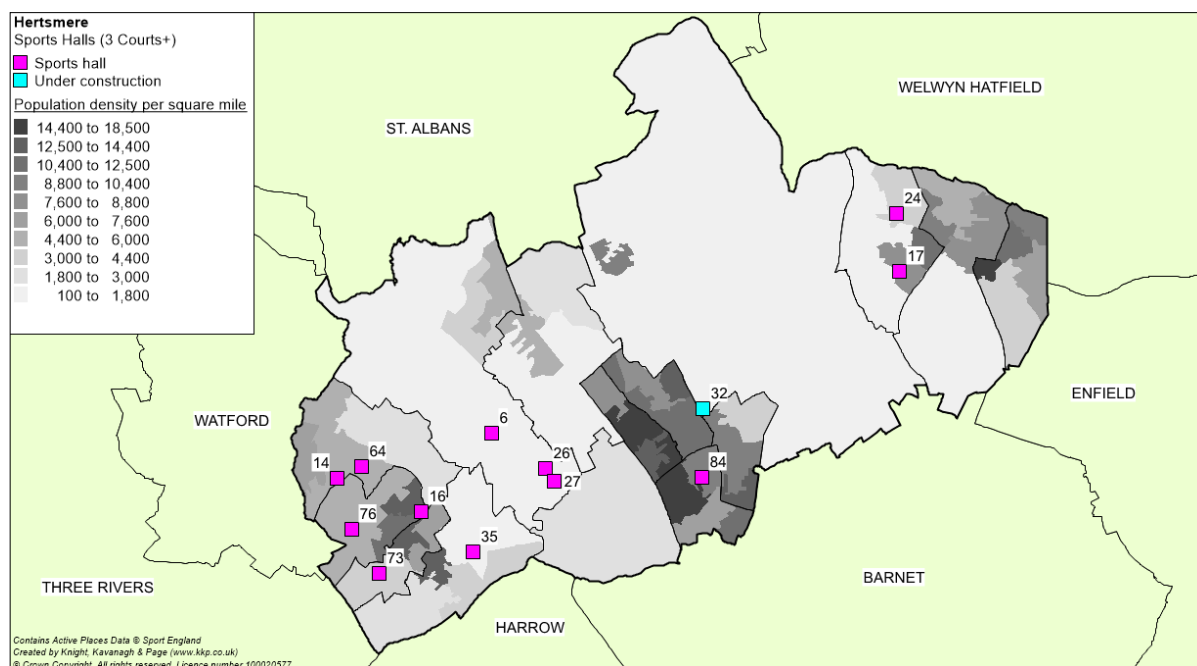 Hertsmere
Sports Halls (3 Courts+)
Sports hall
Under construction
Population density per square mile
14,400 to 18,500
12,500 to 14,400
10,400 to 12,500
8,800 to 10,400
7,600 to 8,800
6,000 to 7,600
4,400 to 6,000
3,000 to 4,400
1,800 to 3,000
100 to 1,800
WELWYN HATFIELD
ST. ALBANS
24
17
32
ENFIELD
WATFORD
6
64
26
84
14
27
16
76
35
73
THREE RIVERS
BARNET
HARROW
Contains Active Places Data © Sport England
Created by Knight, Kavanagh & Page (www.kkp.co.uk)
© Crown Copyright. All rights reserved. Licence number 100020577